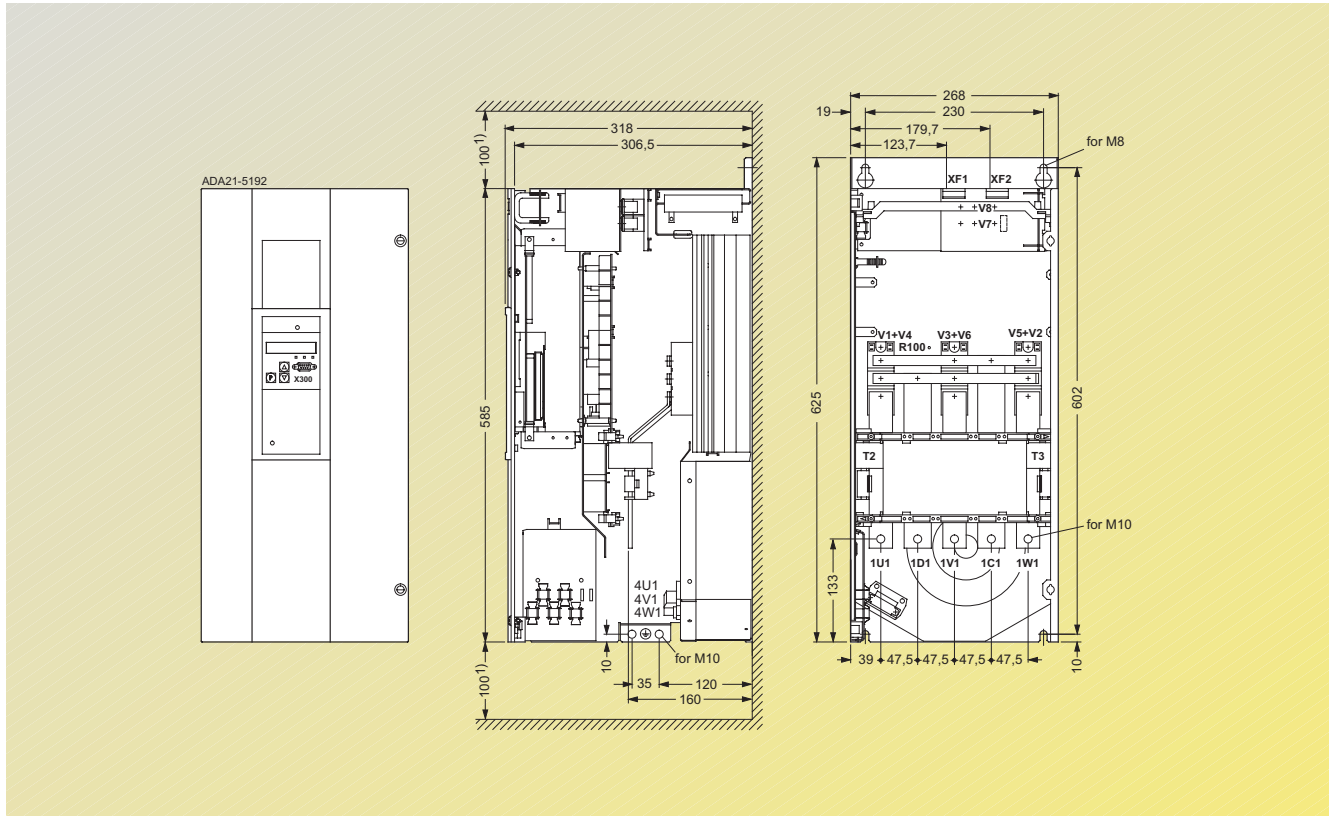 ADA21-5192
P
X300
100 1)
318
306,5
585
4U1
4V1
4W1
for M10
10
35
120
160
100 1)
268
19
230
179,7
123,7
for M8
XF1 XF2
V8
V7
V1+V4 V3+V6 V5+V2
R100
625
602
T2 T3
for M10
1U1 1D1 1V1 1C1 1W1
133
39 47,5 47,5 47,5 47,5
10